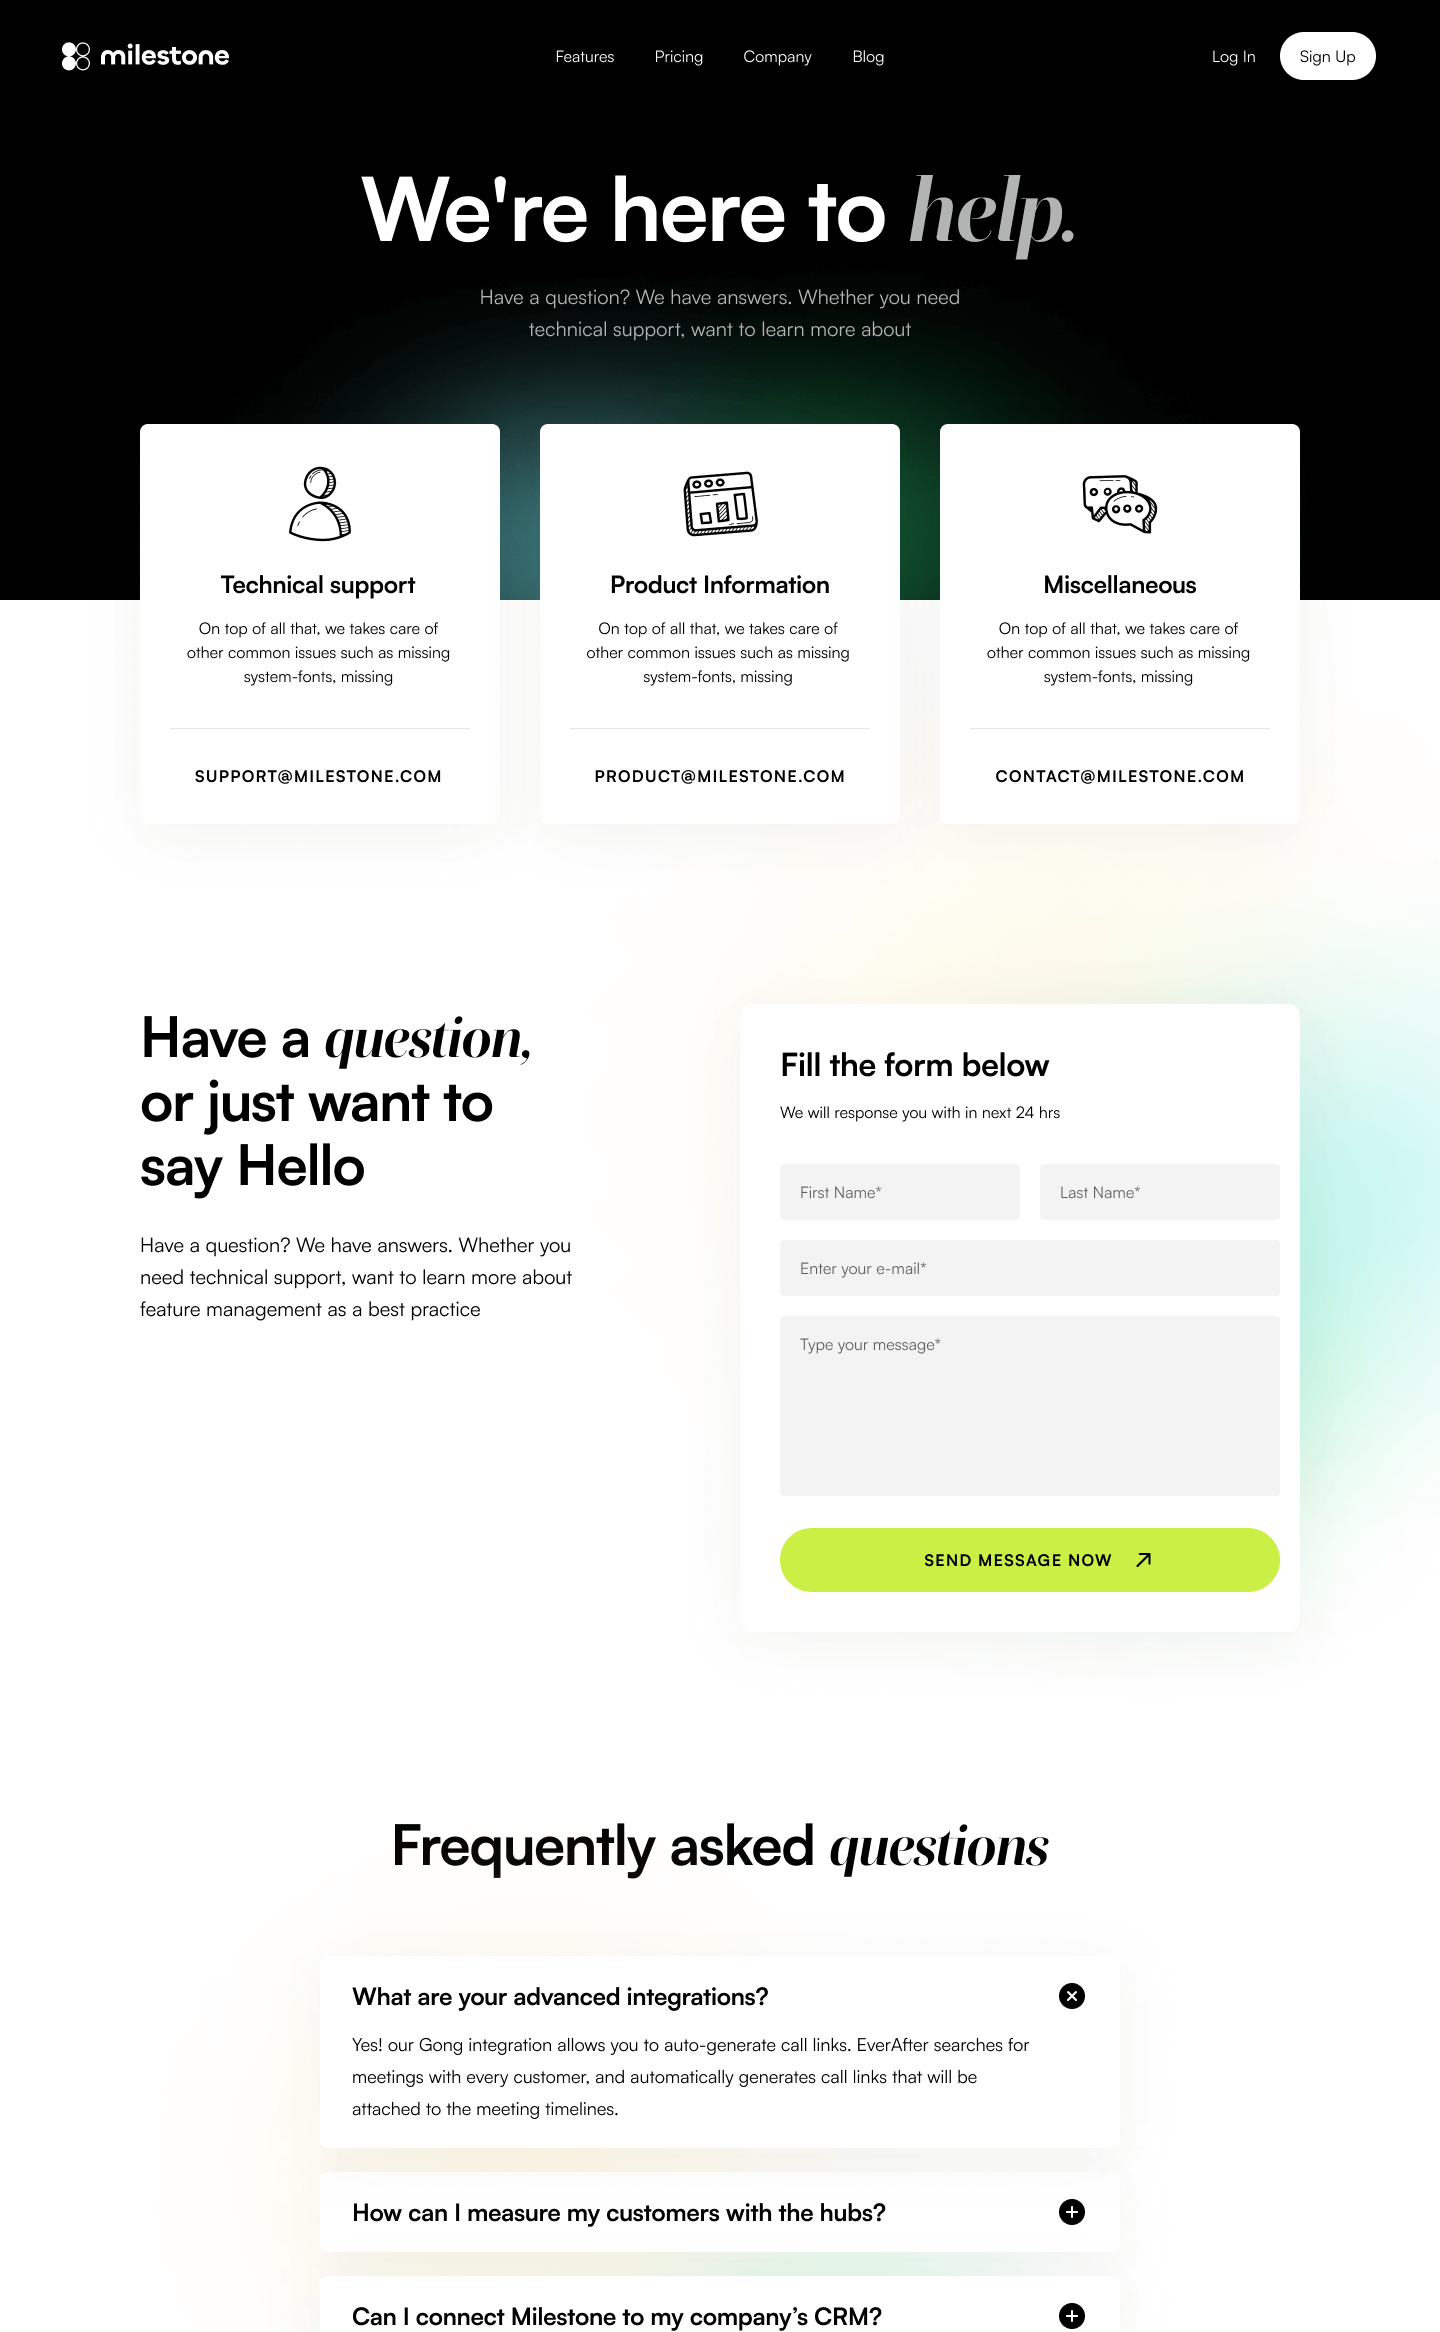 milestone
Features
Pricing
Company
Blog
Log In
Sign Up
We're here to help.
Have a question? We have answers. Whether you need
technical support, want to learn more about
Technical support
On top of all that, we takes care of
other common issues such as missing
system-fonts, missing
SUPPORT@MILESTONE.COM
Product Information
On top of all that, we takes care of
other common issues such as missing
system-fonts, missing
PRODUCT@MILESTONE.COM
Miscellaneous
On top of all that, we takes care of
other common issues such as missing
system-fonts, missing
CONTACT@MILESTONE.COM
Have a question,
or just want to
say Hello
Have a question? We have answers. Whether you
need technical support, want to learn more about
feature management as a best practice
Fill the form below
We will response you with in next 24 hrs
First Name*
Last Name*
Enter your e-mail*
Type your message*
SEND MESSAGE NOW
Frequently asked questions
What are your advanced integrations?
Yes! our Gong integration allows you to auto-generate call links. EverAfter searches for
meetings with every customer, and automatically generates call links that will be
attached to the meeting timelines.
How can I measure my customers with the hubs?
Can I connect Milestone to my company’s CRM?